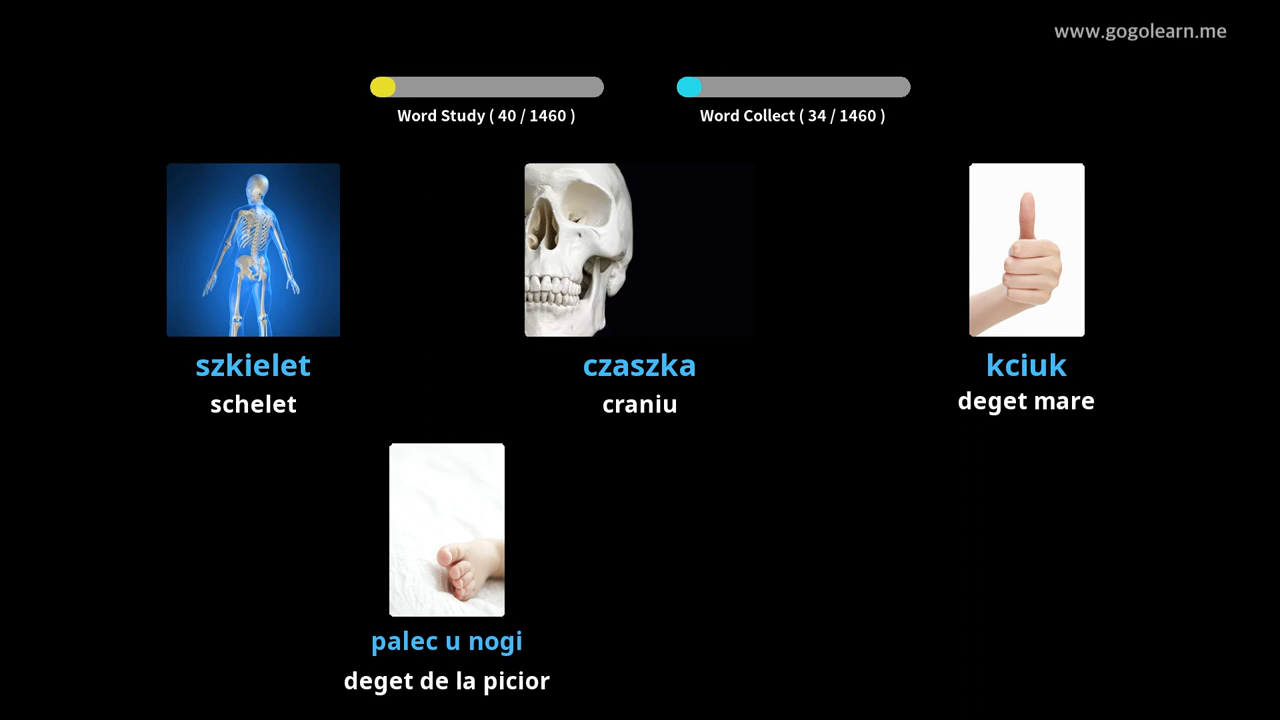 www.gogolearn.me
Word Study ( 40 / 1460 )
Word Collect ( 34 / 1460 )
szkielet
schelet
czaszka
craniu
kciuk
deget mare
palec u nogi
deget de la picior